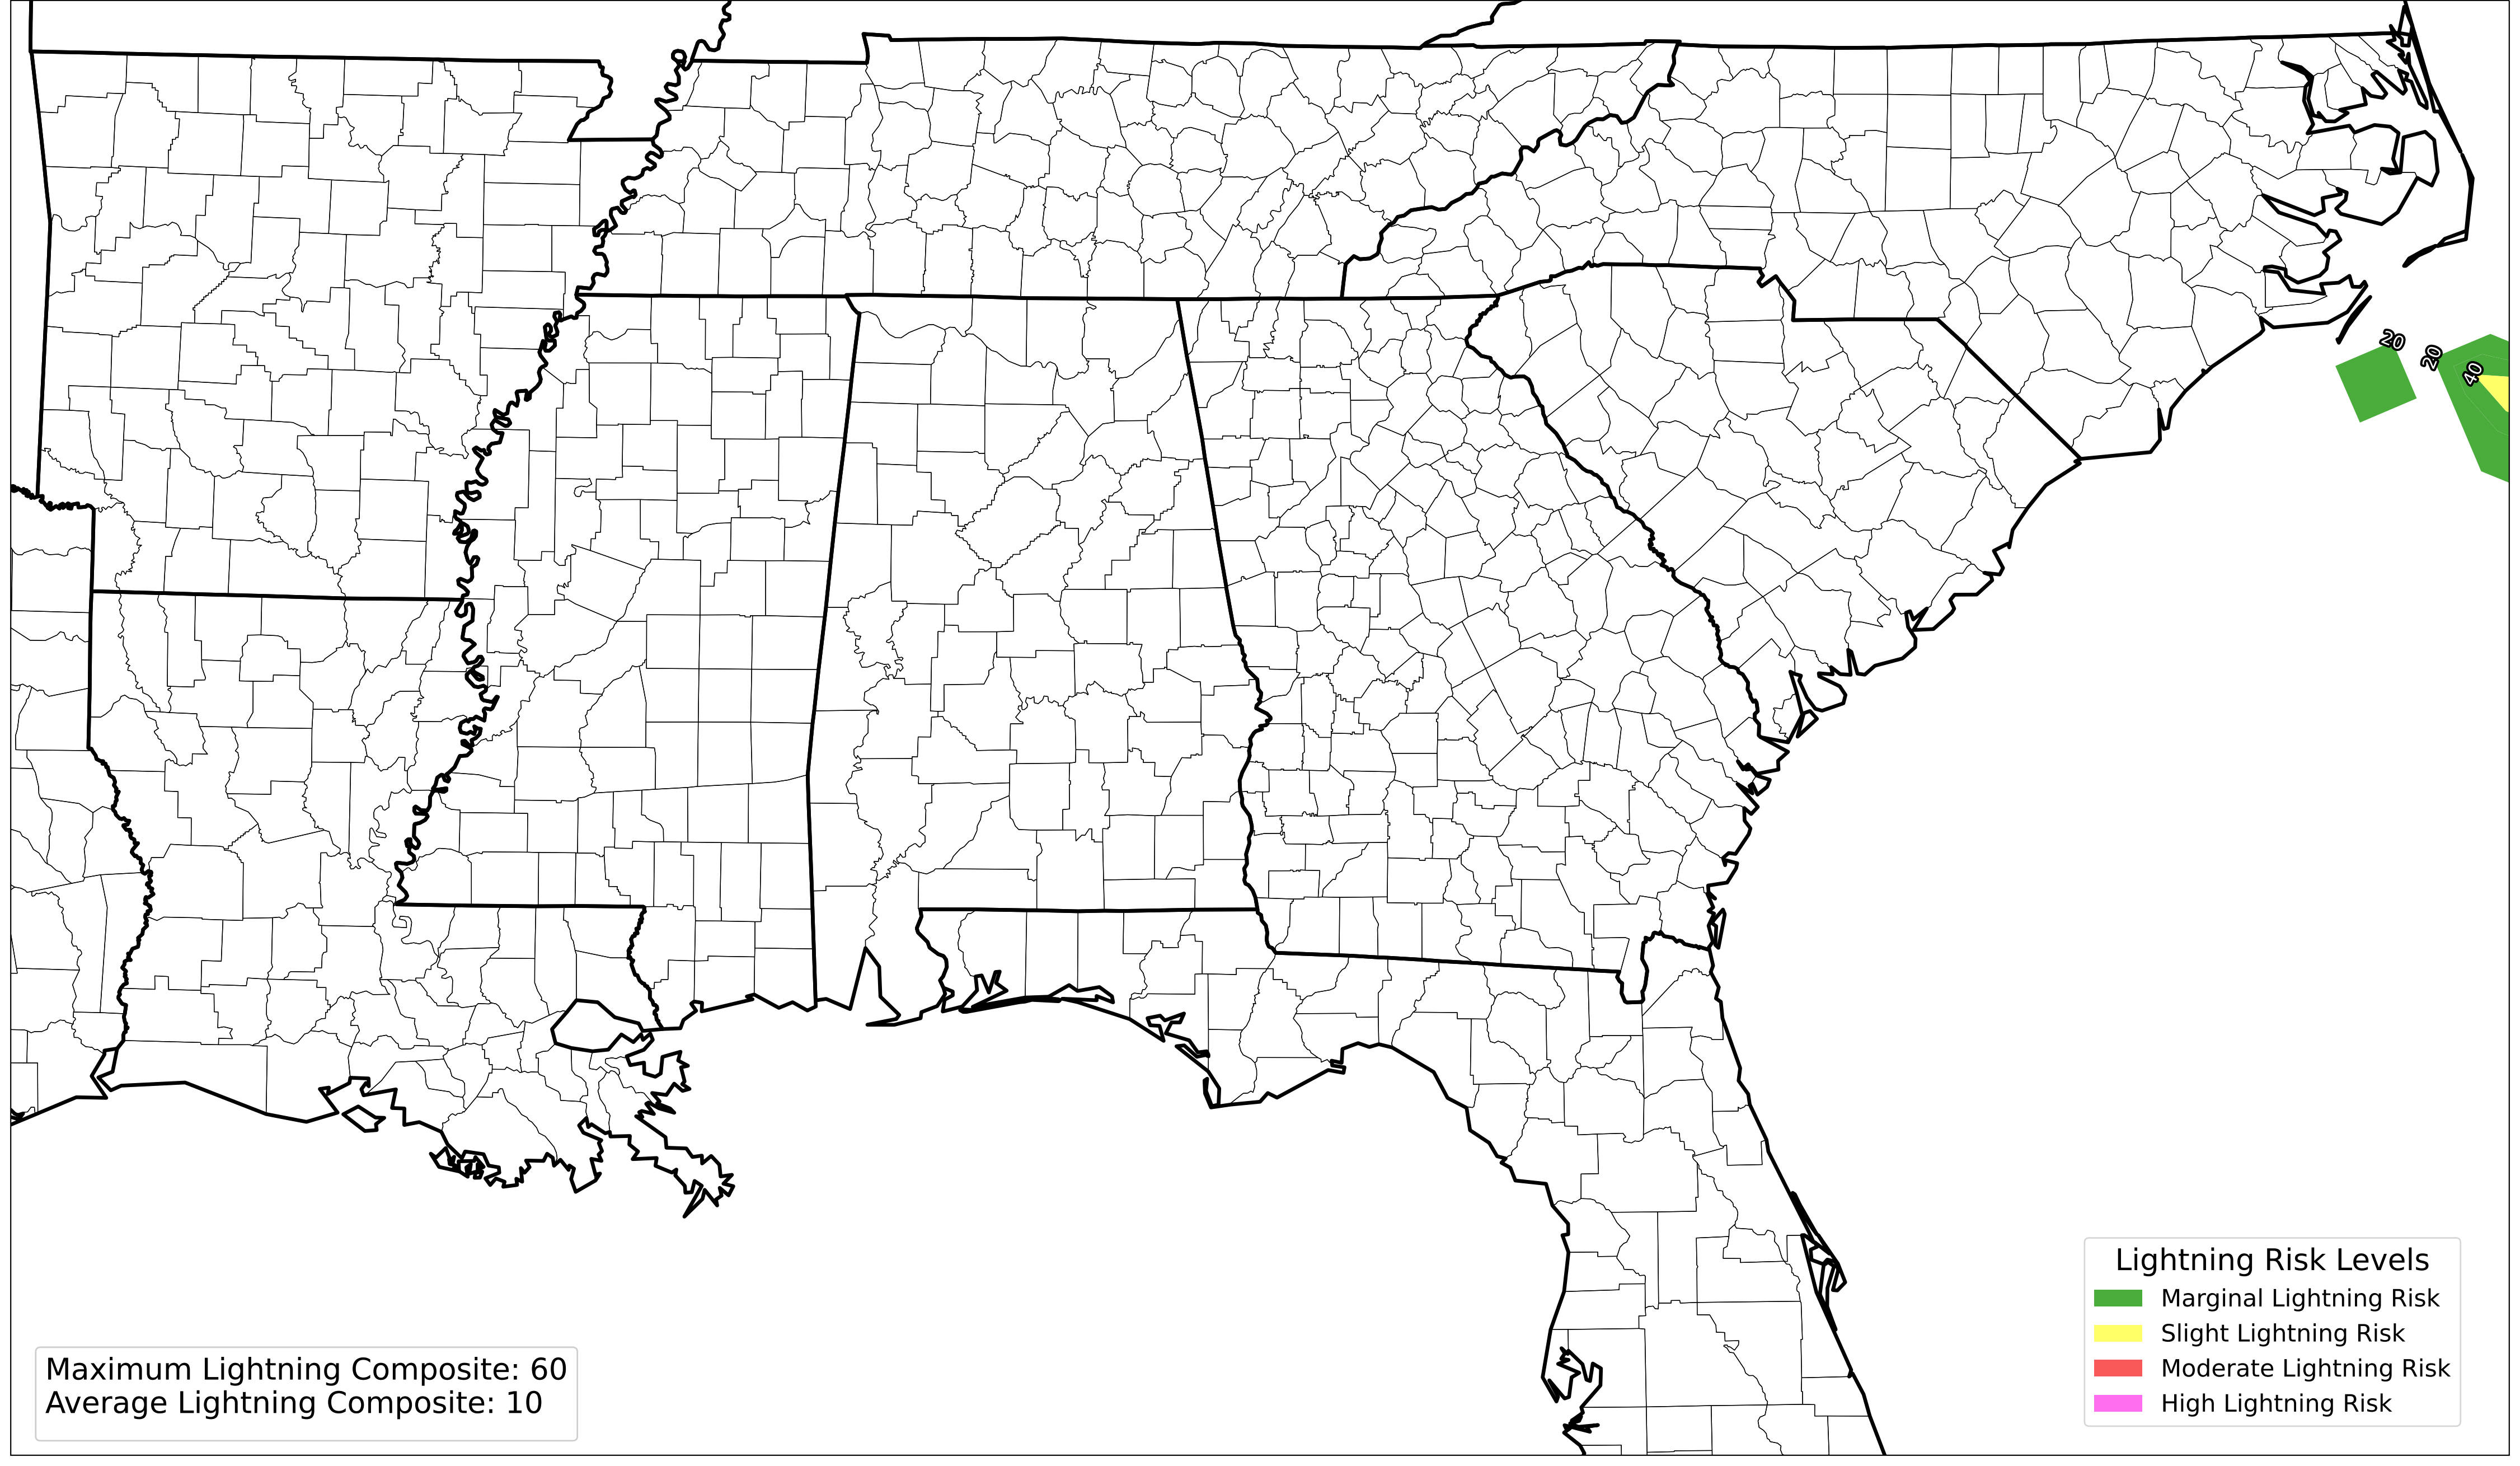 20
20
40
Lightning Risk Levels
Marginal Lightning Risk
Slight Lightning Risk
Moderate Lightning Risk
High Lightning Risk
Maximum Lightning Composite: 60
Average Lightning Composite: 10